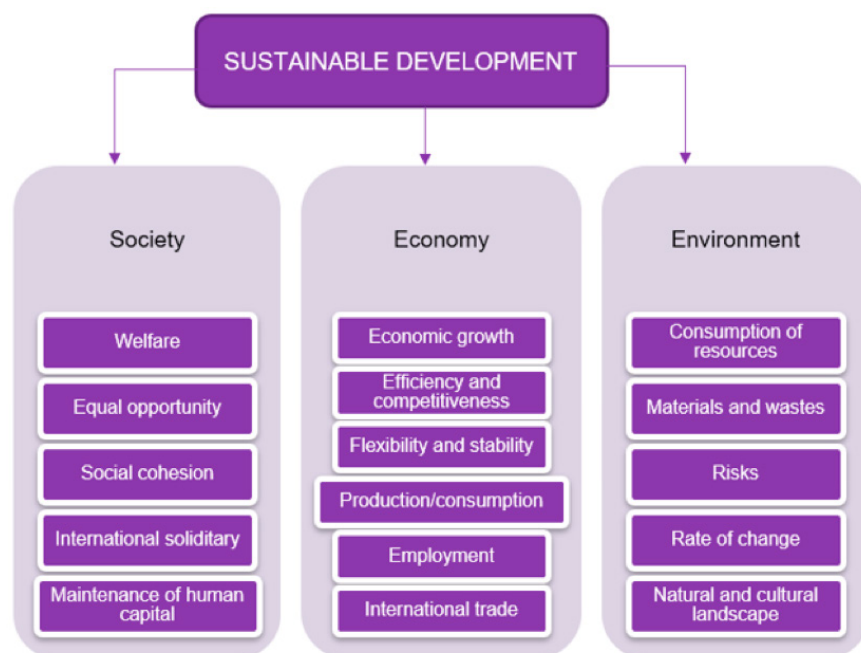 SUSTAINABLE DEVELOPMENT
Society
Welfare
Equal opportunity
Social cohesion
International soliditary
Maintenance of human
capital
Economy
Economic growth
Efficiency and
competitiveness
Flexibility and stability
Production/consumption
Employment
International trade
Environment
Consumption of
resources
Materials and wastes
Risks
Rate of change
Natural and cultural
landscape